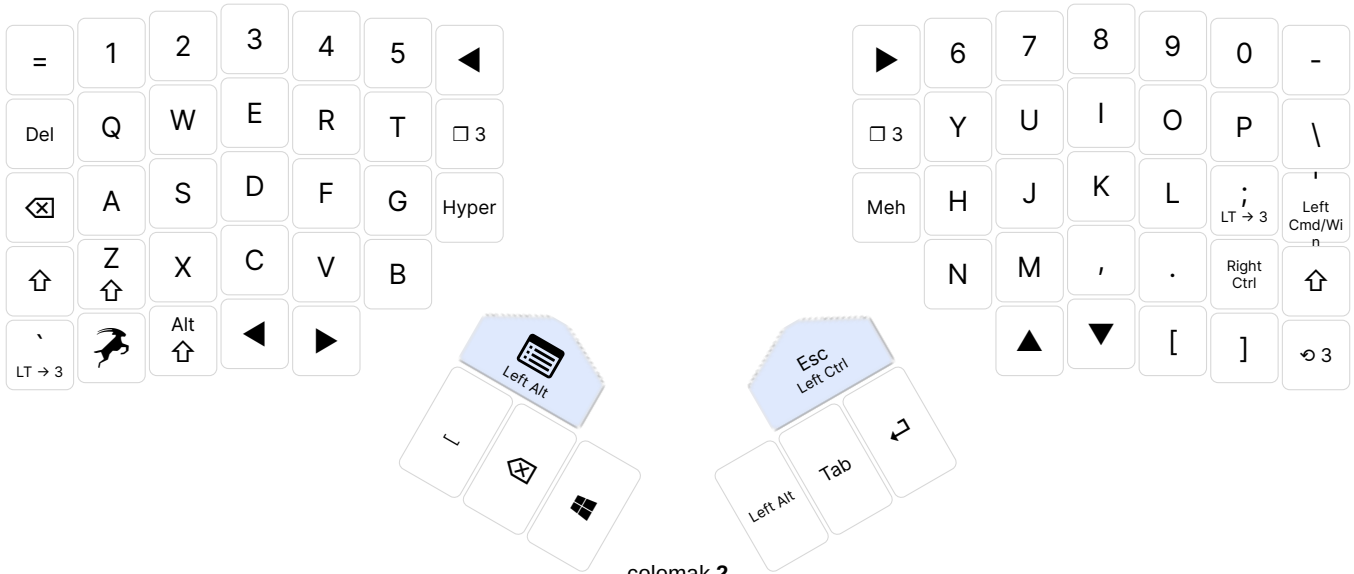 = 1 2 3 4 5 ◀ ▶ 6 7 8 9 0 -
Del Q W E R T ❐ 3 ❐ 3 Y U I O P \
⌫ A S D F G Hyper Meh H J K L ; '
LT → 3 Left
Cmd/Wi
n
⇧ Z X C V B N M , . Right ⇧
⇧ Ctrl
` Alt ◀ ▶ ▲ ▼ [ ] ⟲ 3
LT → 3 ⇧
Left Alt
Esc
Left Ctrl
⌫
Left Alt
Tab
↵
colemak 2